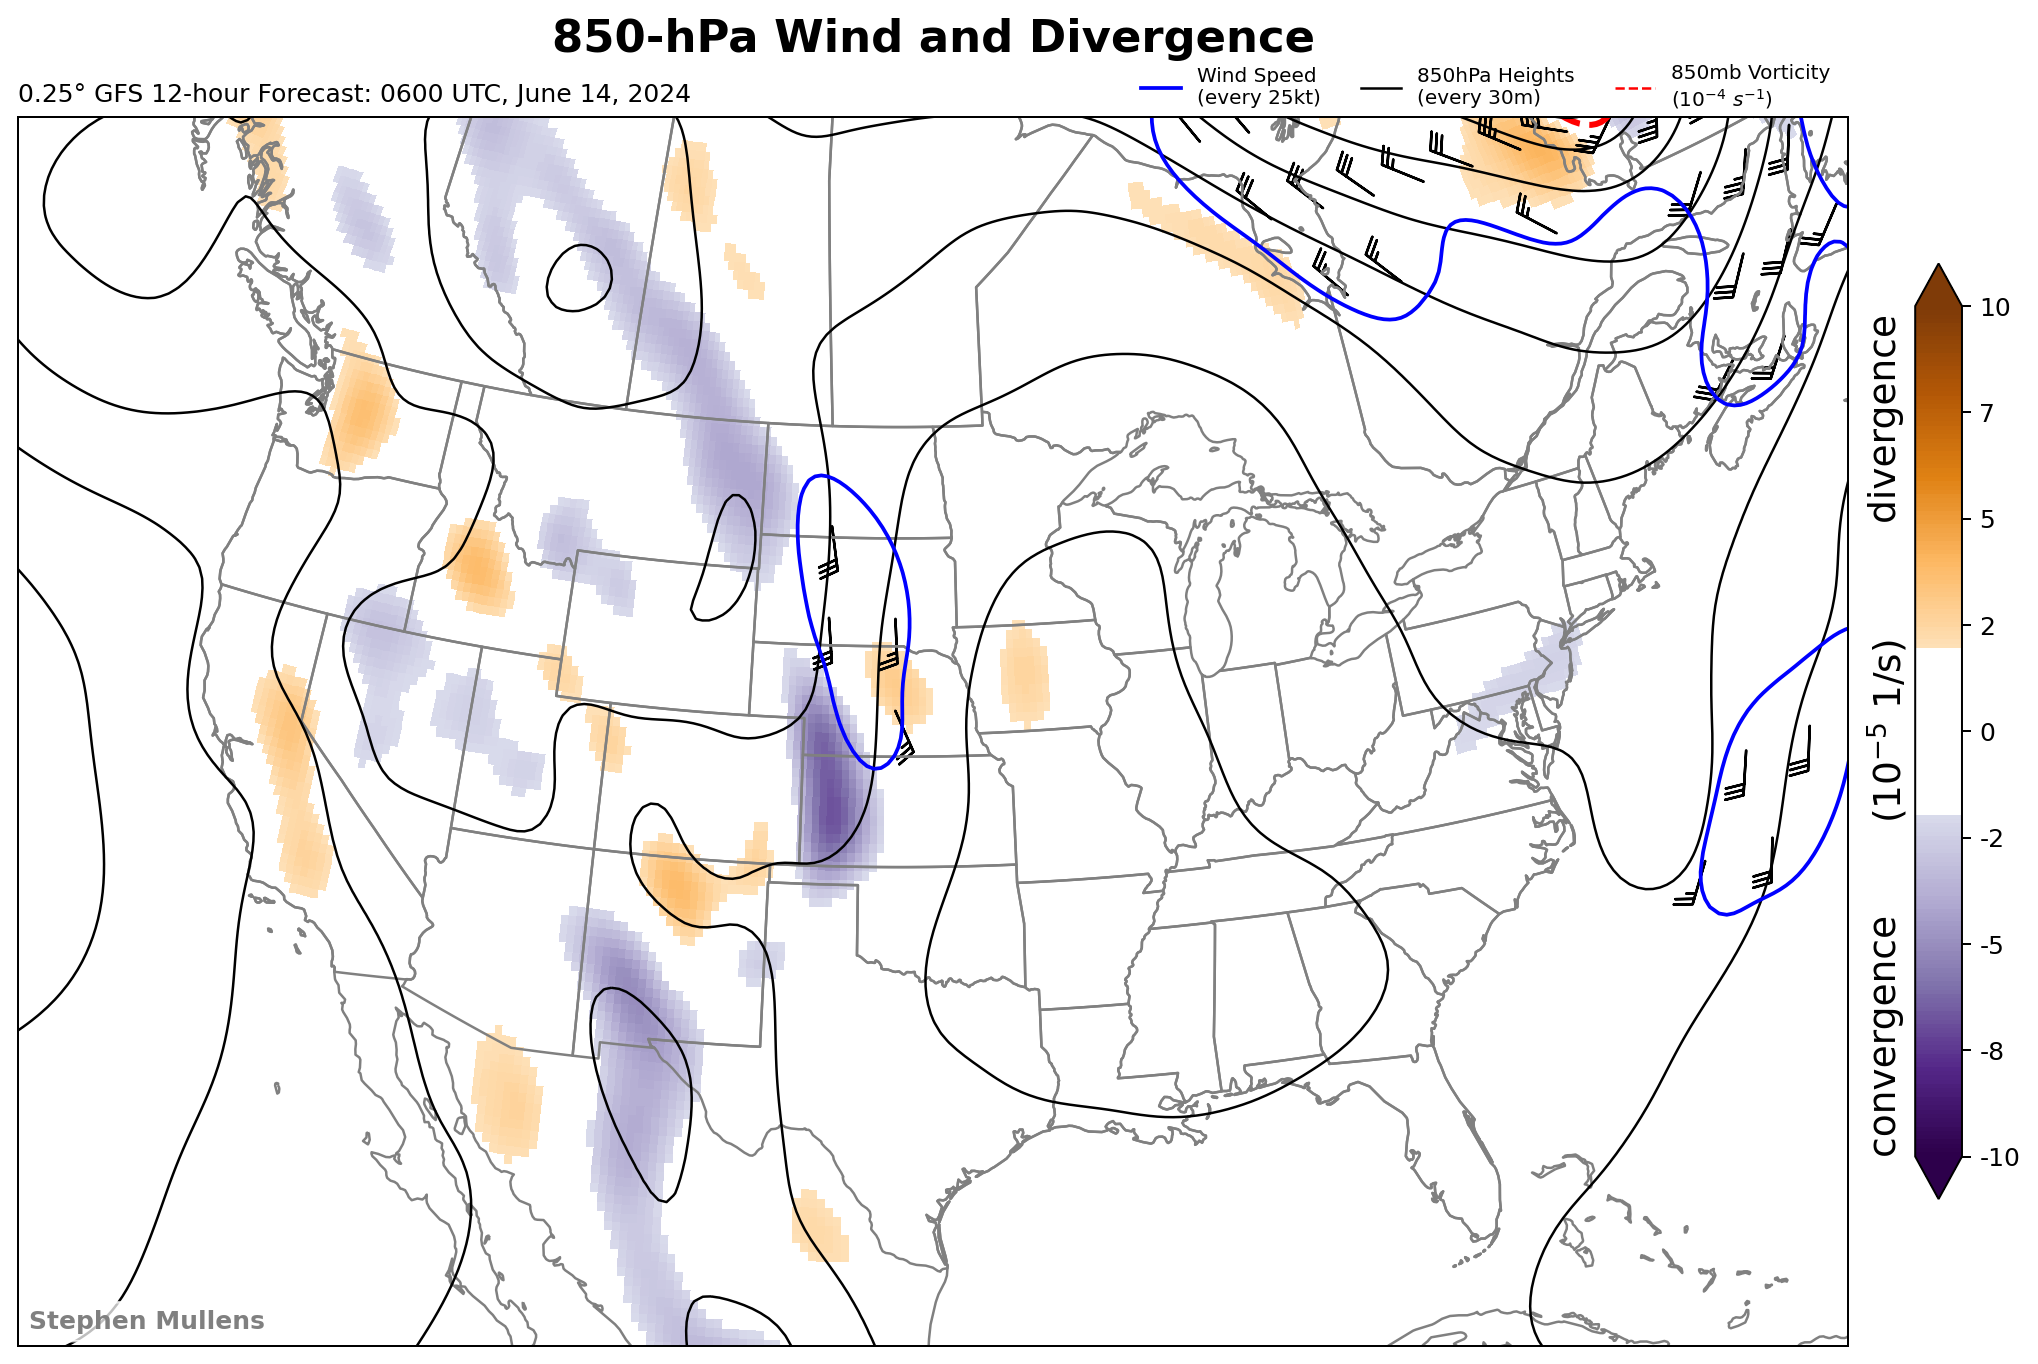 850-hPa Wind and Divergence
0.25° GFS 12-hour Forecast: 0600 UTC, June 14, 2024
Wind Speed
(every 25kt)
850hPa Heights
(every 30m)
850mb Vorticity
(10⁻⁴ s⁻¹)
10
7
5
2
0
-2
-5
-8
-10
divergence
(10⁻⁵ 1/s)
convergence
Stephen Mullens